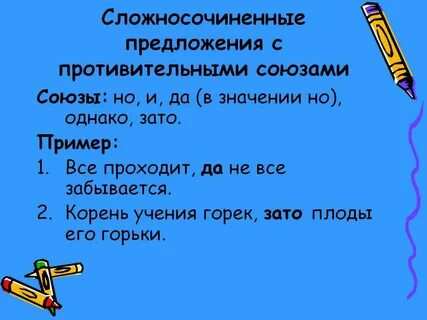 Сложносочиненные
предложения с
противительными союзами
Союзы: но, и, да (в значении но),
однако, зато.
Пример:
1. Все проходит, да не все
забывается.
2. Корень учения горек, зато плоды
его горьки.